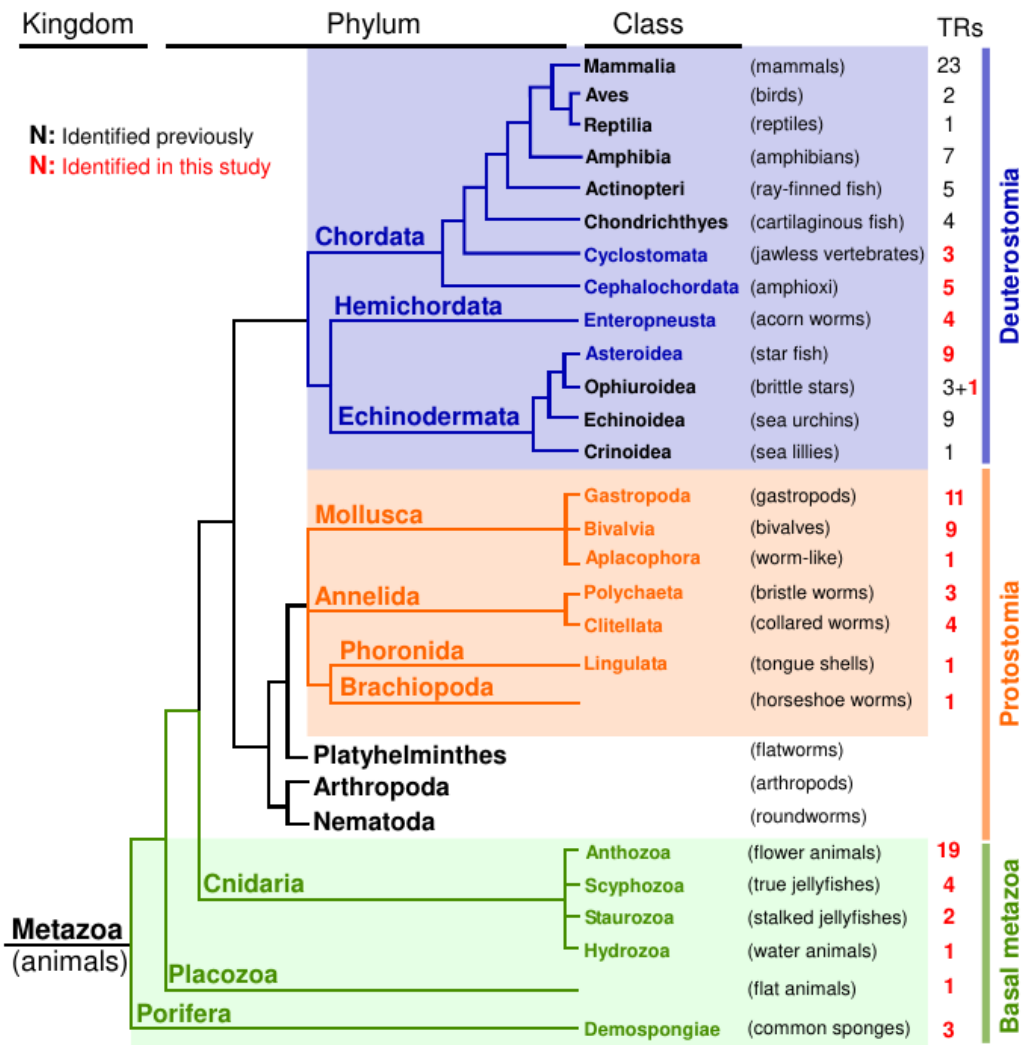 Kingdom Phylum Class TRs
N: Identified previously
N: Identified in this study
Mammalia (mammals) 23
Aves (birds) 2
Reptilia (reptiles) 1
Amphibia (amphibians) 7
Actinopteri (ray-finned fish) 5
Chondrichthyes (cartilaginous fish) 4
Chordata
Cyclostomata (jawless vertebrates) 3
Cephalochordata (amphioxi) 5
Hemichordata
Enteropneusta (acorn worms) 4
Asteroidea (star fish) 9
Ophiuroidea (brittle stars) 3+1
Echinodermata
Echinoidea (sea urchins) 9
Crinoidea (sea lillies) 1
Deuterostomia
Gastropoda (gastropods) 11
Mollusca
Bivalvia (bivalves) 9
Aplacophora (worm-like) 1
Annelida
Polychaeta (bristle worms) 3
Clitellata (collared worms) 4
Phoronida
Lingulata (tongue shells) 1
Brachiopoda
(horseshoe worms) 1
Platyhelminthes (flatworms)
Arthropoda (arthropods)
Nematoda (roundworms)
Protostomia
Anthozoa (flower animals) 19
Cnidaria
Scyphozoa (true jellyfishes) 4
Staurozoa (stalked jellyfishes) 2
Hydrozoa (water animals) 1
Metazoa
(animals)
Placozoa
(flat animals) 1
Porifera
Demospongiae (common sponges) 3
Basal metazoa